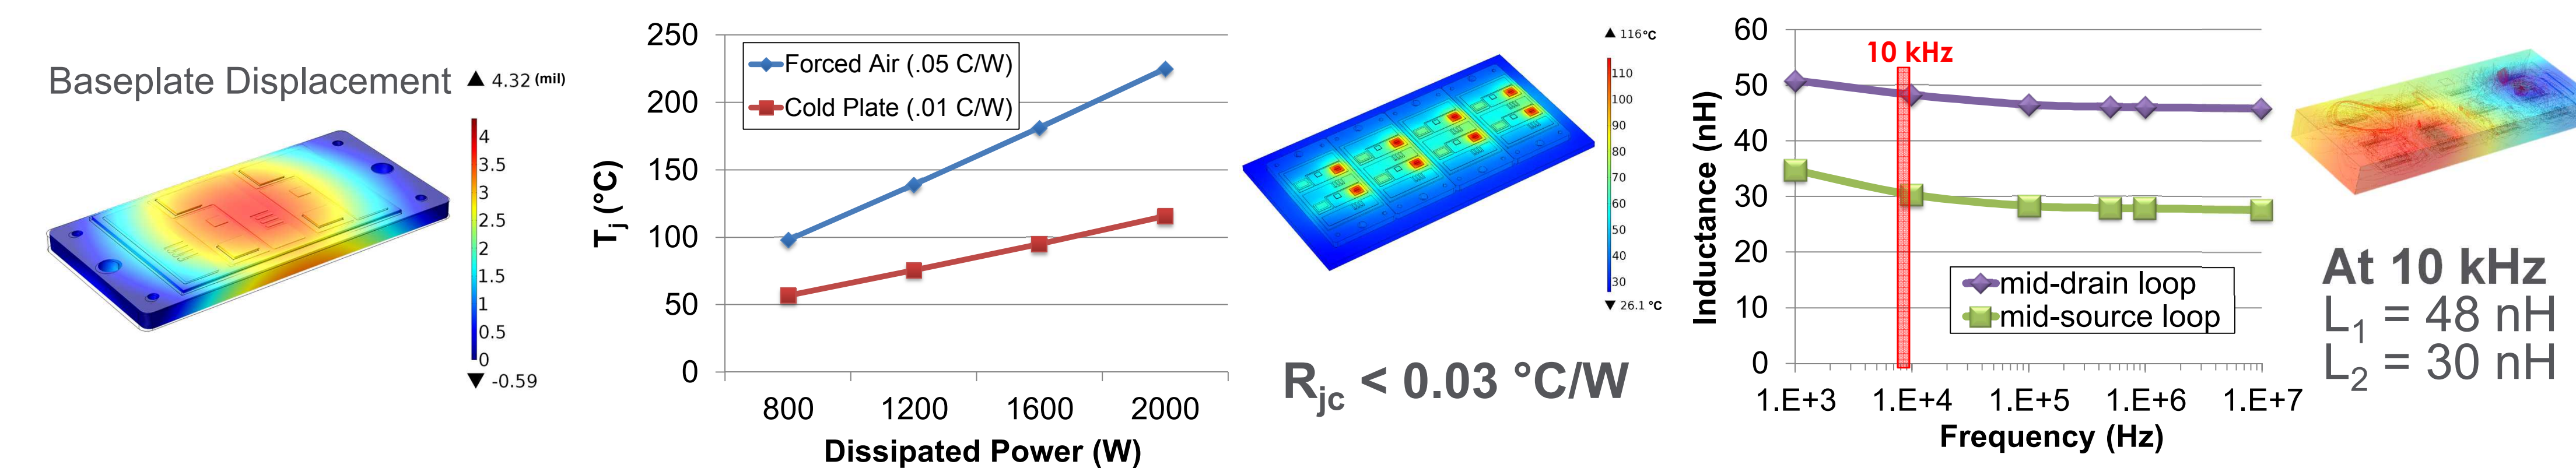 Baseplate Displacement
▲ 4.32 (mil)
4
3.5
3
2.5
2
1.5
1
0.5
0
▼ -0.59
250
200
150
100
50
0
Tj (°C)
Forced Air (.05 C/W)
Cold Plate (.01 C/W)
800 1200 1600 2000
Dissipated Power (W)
▲ 116 °C
110
100
90
80
70
60
50
40
30
▼ 26.1 °C
Rjc < 0.03 °C/W
60
50
40
30
20
10
0
Inductance (nH)
10 kHz
mid-drain loop
mid-source loop
1.E+3 1.E+4 1.E+5 1.E+6 1.E+7
Frequency (Hz)
At 10 kHz
L1 = 48 nH
L2 = 30 nH